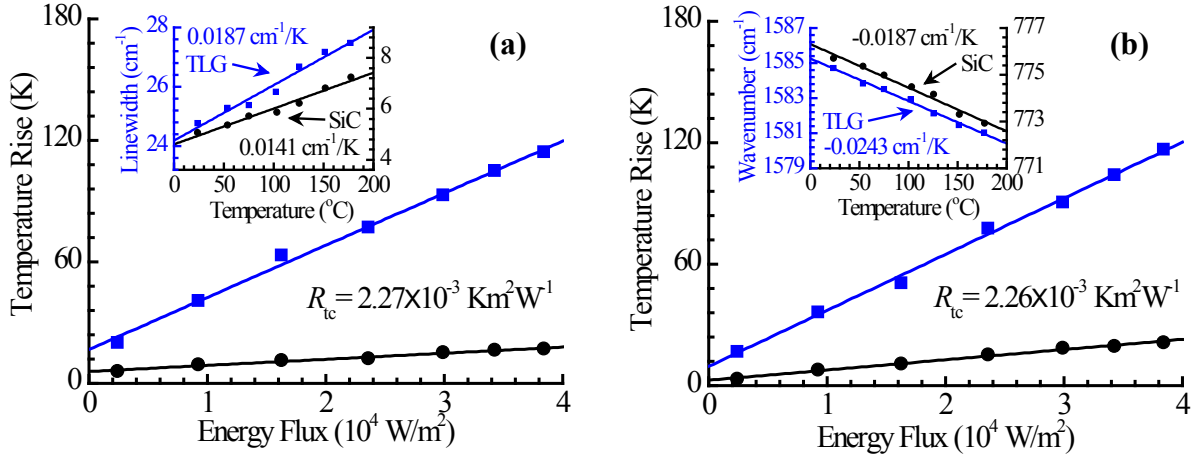 (a)
Temperature Rise (K)
180
120
60
0
0 1 2 3 4
Energy Flux (10⁴ W/m²)
R_tc = 2.27X10⁻³ Km²W⁻¹
Linewidth (cm⁻¹)
28
26
24
0.0187 cm⁻¹/K
TLG
SiC
0.0141 cm⁻¹/K
8
6
4
0 50 100 150 200
Temperature (°C)
(b)
Temperature Rise (K)
180
120
60
0
0 1 2 3 4
Energy Flux (10⁴ W/m²)
R_tc = 2.26X10⁻³ Km²W⁻¹
Wavenumber (cm⁻¹)
1587
1585
1583
1581
1579
-0.0187 cm⁻¹/K
SiC
TLG
-0.0243 cm⁻¹/K
777
775
773
771
0 50 100 150 200
Temperature (°C)